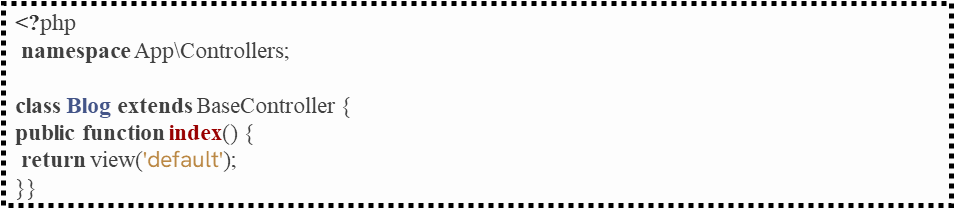 <?php
namespace App\Controllers;
class Blog extends BaseController {
public function index() {
return view('default');
}}